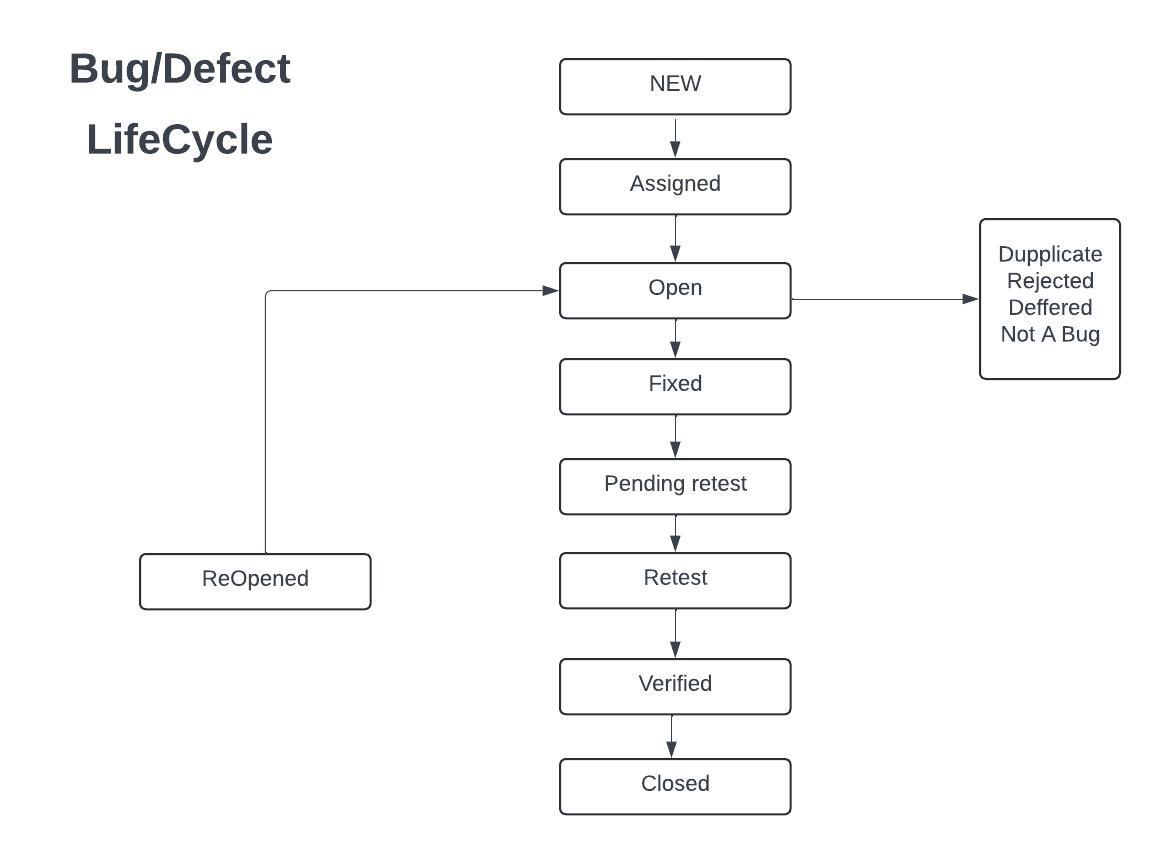 Bug/Defect
LifeCycle
NEW
Assigned
Open
Dupplicate
Rejected
Deffered
Not A Bug
Fixed
Pending retest
ReOpened
Retest
Verified
Closed